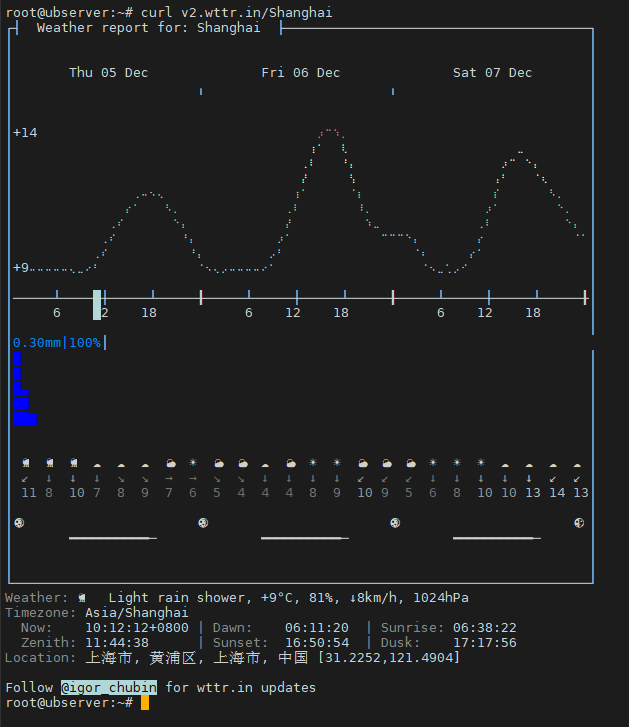 root@ubserver:~# curl v2.wttr.in/Shanghai
Weather report for: Shanghai
Thu 05 Dec Fri 06 Dec Sat 07 Dec
+14
+9
6 2 18 6 12 18 6 12 18
0.30mm|100%|
11 8 10 7 8 9 7 6 5 4 4 4 8 9 10 9 5 6 8 10 10 13 14 13
Weather: Light rain shower, +9°C, 81%, ↓8km/h, 1024hPa
Timezone: Asia/Shanghai
Now: 10:12:12+0800 | Dawn: 06:11:20 | Sunrise: 06:38:22
Zenith: 11:44:38 | Sunset: 16:50:54 | Dusk: 17:17:56
Location: 上海市, 黄浦区, 上海市, 中国 [31.2252,121.4904]
Follow @igor_chubin for wttr.in updates
root@ubserver:~#